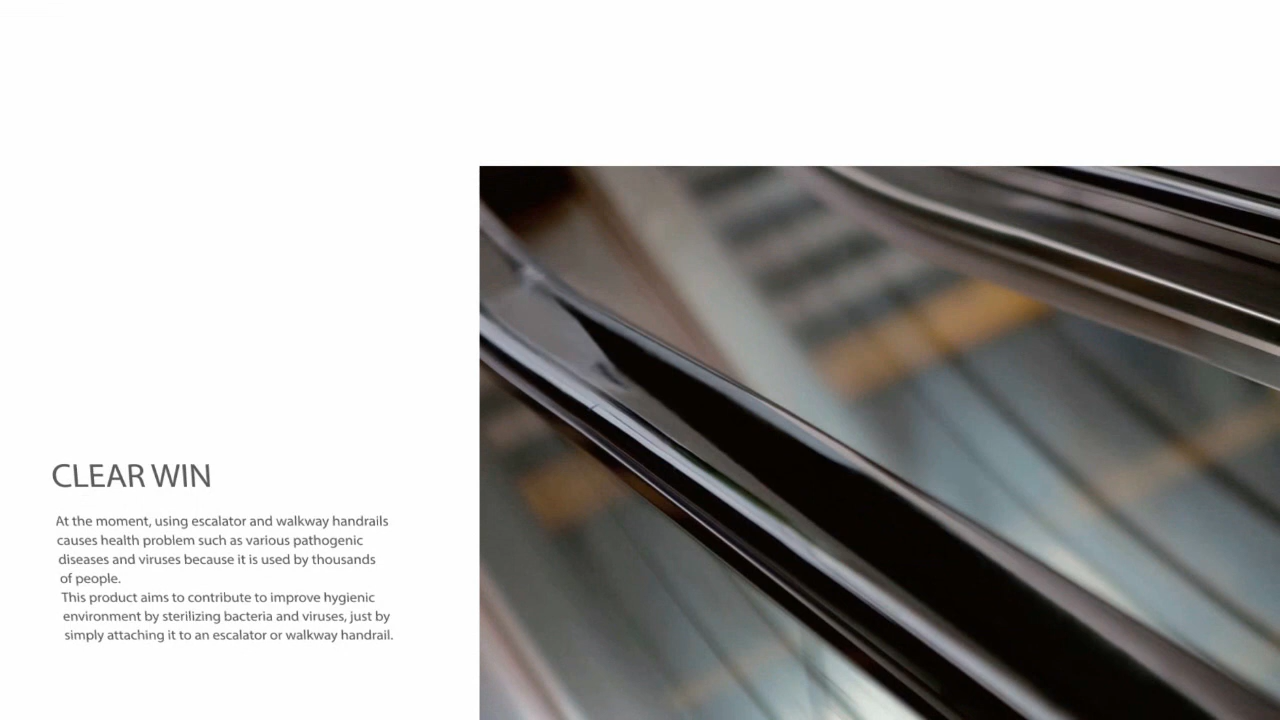 CLEAR WIN
At the moment, using escalator and walkway handrails
causes health problem such as various pathogenic
diseases and viruses because it is used by thousands
of people.
This product aims to contribute to improve hygienic
environment by sterilizing bacteria and viruses, just by
simply attaching it to an escalator or walkway handrail.